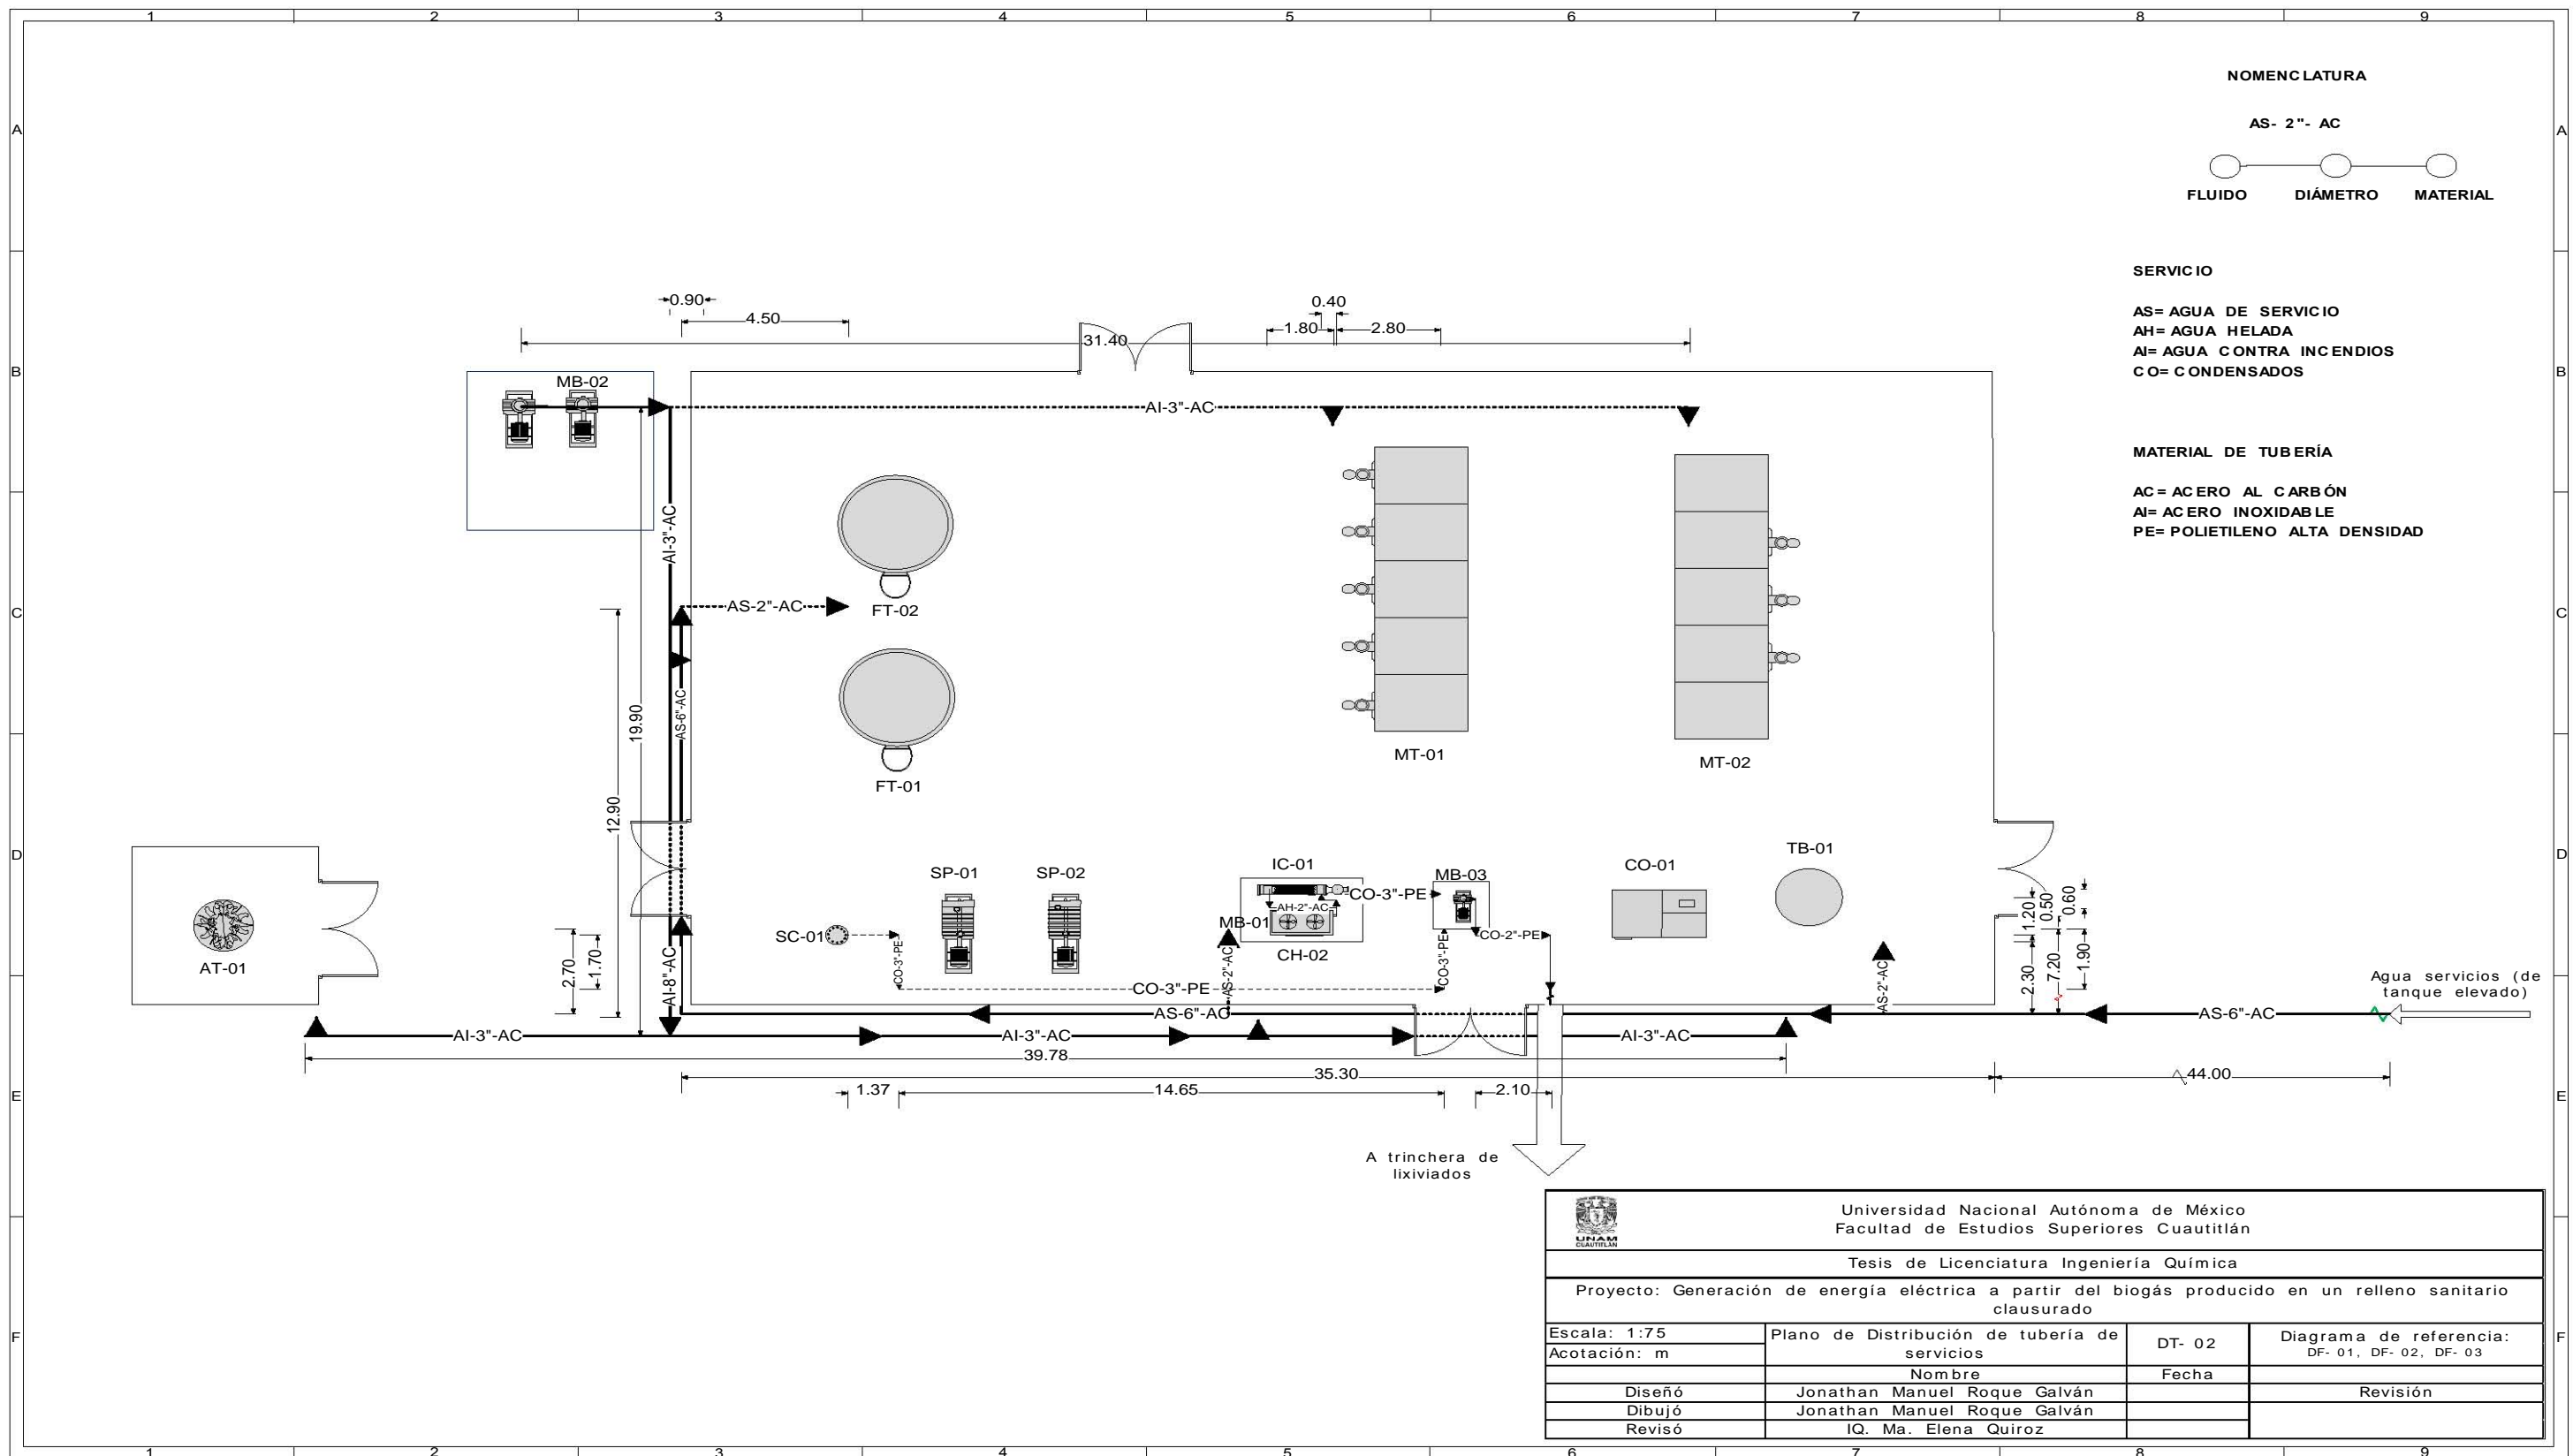 1 2 3 4 5 6 7 8 9
A
B
C
D
E
F
NOMENCLATURA
AS- 2"- AC
FLUIDO DIÁMETRO MATERIAL
SERVICIO
AS= AGUA DE SERVICIO
AH= AGUA HELADA
AI= AGUA CONTRA INCENDIOS
CO= CONDENSADOS
MATERIAL DE TUBERÍA
AC= ACERO AL CARBÓN
AI= ACERO INOXIDABLE
PE= POLIETILENO ALTA DENSIDAD
0.90
4.50
31.40
0.40
1.80
2.80
MB-02
AI-3"-AC
AI-3"-AC
AS-2"-AC
FT-02
AS-6"-AC
19.90
12.90
FT-01
MT-01
MT-02
AT-01
2.70
1.70
AI-8"-AC
SC-01
SP-01
SP-02
CO-3"-PE
CO-3"-PE
IC-01
AH-2"-AC
MB-01
CH-02
AS-2"-AC
CO-3"-PE
MB-03
CO-3"-PE
CO-2"-PE
CO-01
TB-01
AS-2"-AC
1.20
0.50
0.60
2.30
7.20
1.90
Agua servicios (de
tanque elevado)
AS-6"-AC
AS-6"-AC
AI-3"-AC
AI-3"-AC
AI-3"-AC
39.78
35.30
44.00
1.37
14.65
2.10
A trinchera de
lixiviados
UNAM
CUAUTITLÁN
Universidad Nacional Autónoma de México
Facultad de Estudios Superiores Cuautitlán
Tesis de Licenciatura Ingeniería Química
Proyecto: Generación de energía eléctrica a partir del biogás producido en un relleno sanitario
clausurado
Escala: 1:75
Acotación: m
Plano de Distribución de tubería de
servicios
DT- 02
Diagrama de referencia:
DF- 01, DF- 02, DF- 03
Nombre Fecha
Diseñó Jonathan Manuel Roque Galván Revisión
Dibujó Jonathan Manuel Roque Galván
Revisó IQ. Ma. Elena Quiroz
A
B
C
D
E
F
1 2 3 4 5 6 7 8 9